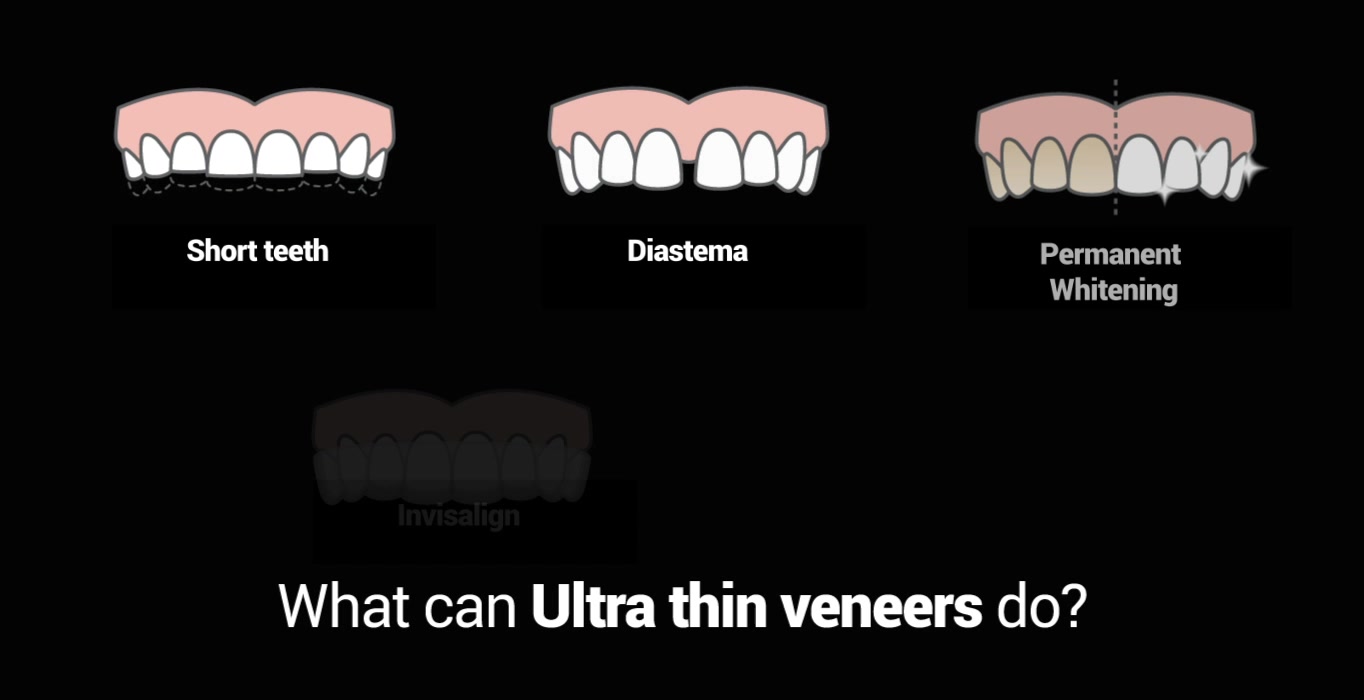 Short teeth
Diastema
Permanent
Whitening
Invisalign
What can Ultra thin veneers do?